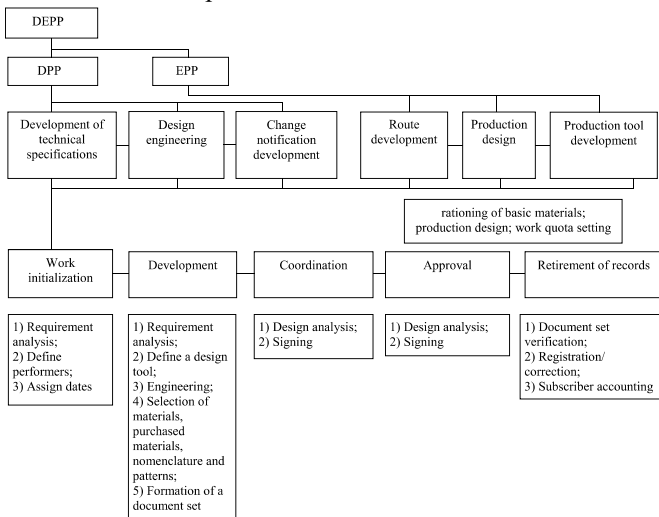 DEPP
DPP
EPP
Development of
technical
specifications
Design
engineering
Change
notification
development
Route
development
Production
design
Production tool
development
rationing of basic materials;
production design; work quota setting
Work
initialization
Development
Coordination
Approval
Retirement of records
1) Requirement
analysis;
2) Define
performers;
3) Assign dates
1) Requirement
analysis;
2) Define a design
tool;
3) Engineering;
4) Selection of
materials,
purchased
materials,
nomenclature and
patterns;
5) Formation of a
document set
1) Design analysis;
2) Signing
1) Design analysis;
2) Signing
1) Document set
verification;
2) Registration/
correction;
3) Subscriber accounting